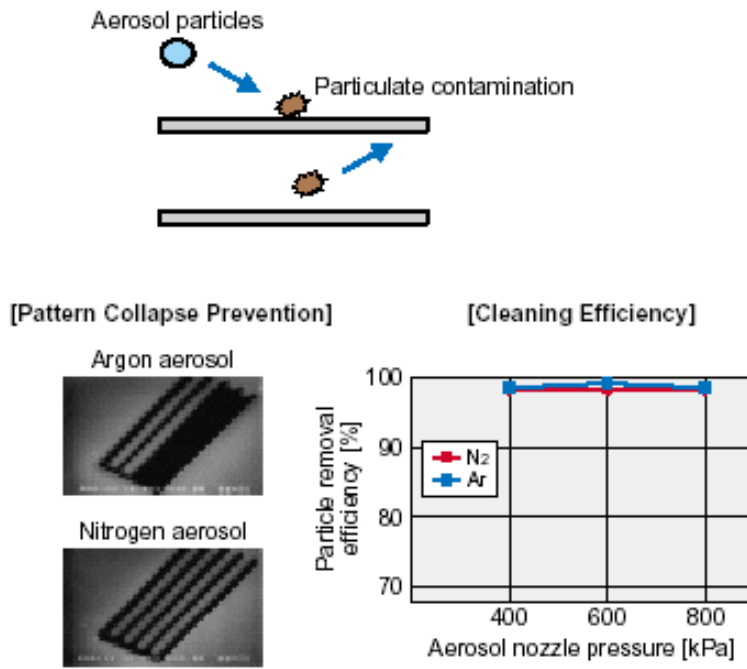 Aerosol particles
Particulate contamination
[Pattern Collapse Prevention]
Argon aerosol
Nitrogen aerosol
[Cleaning Efficiency]
Particle removal
efficiency [%]
100
90
80
70
N2
Ar
400 600 800
Aerosol nozzle pressure [kPa]